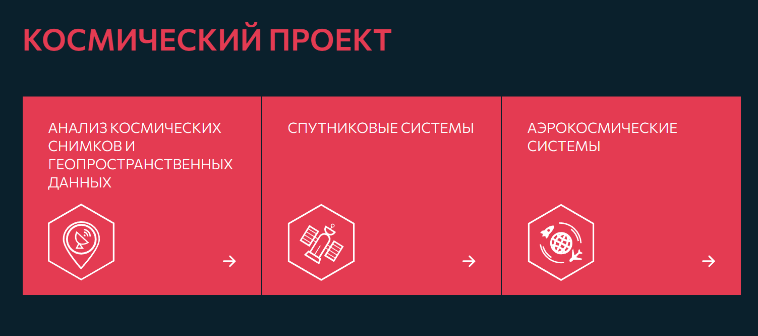 КОСМИЧЕСКИЙ ПРОЕКТ
АНАЛИЗ КОСМИЧЕСКИХ
СНИМКОВ И
ГЕОПРОСТРАНСТВЕННЫХ
ДАННЫХ
СПУТНИКОВЫЕ СИСТЕМЫ
АЭРОКОСМИЧЕСКИЕ
СИСТЕМЫ